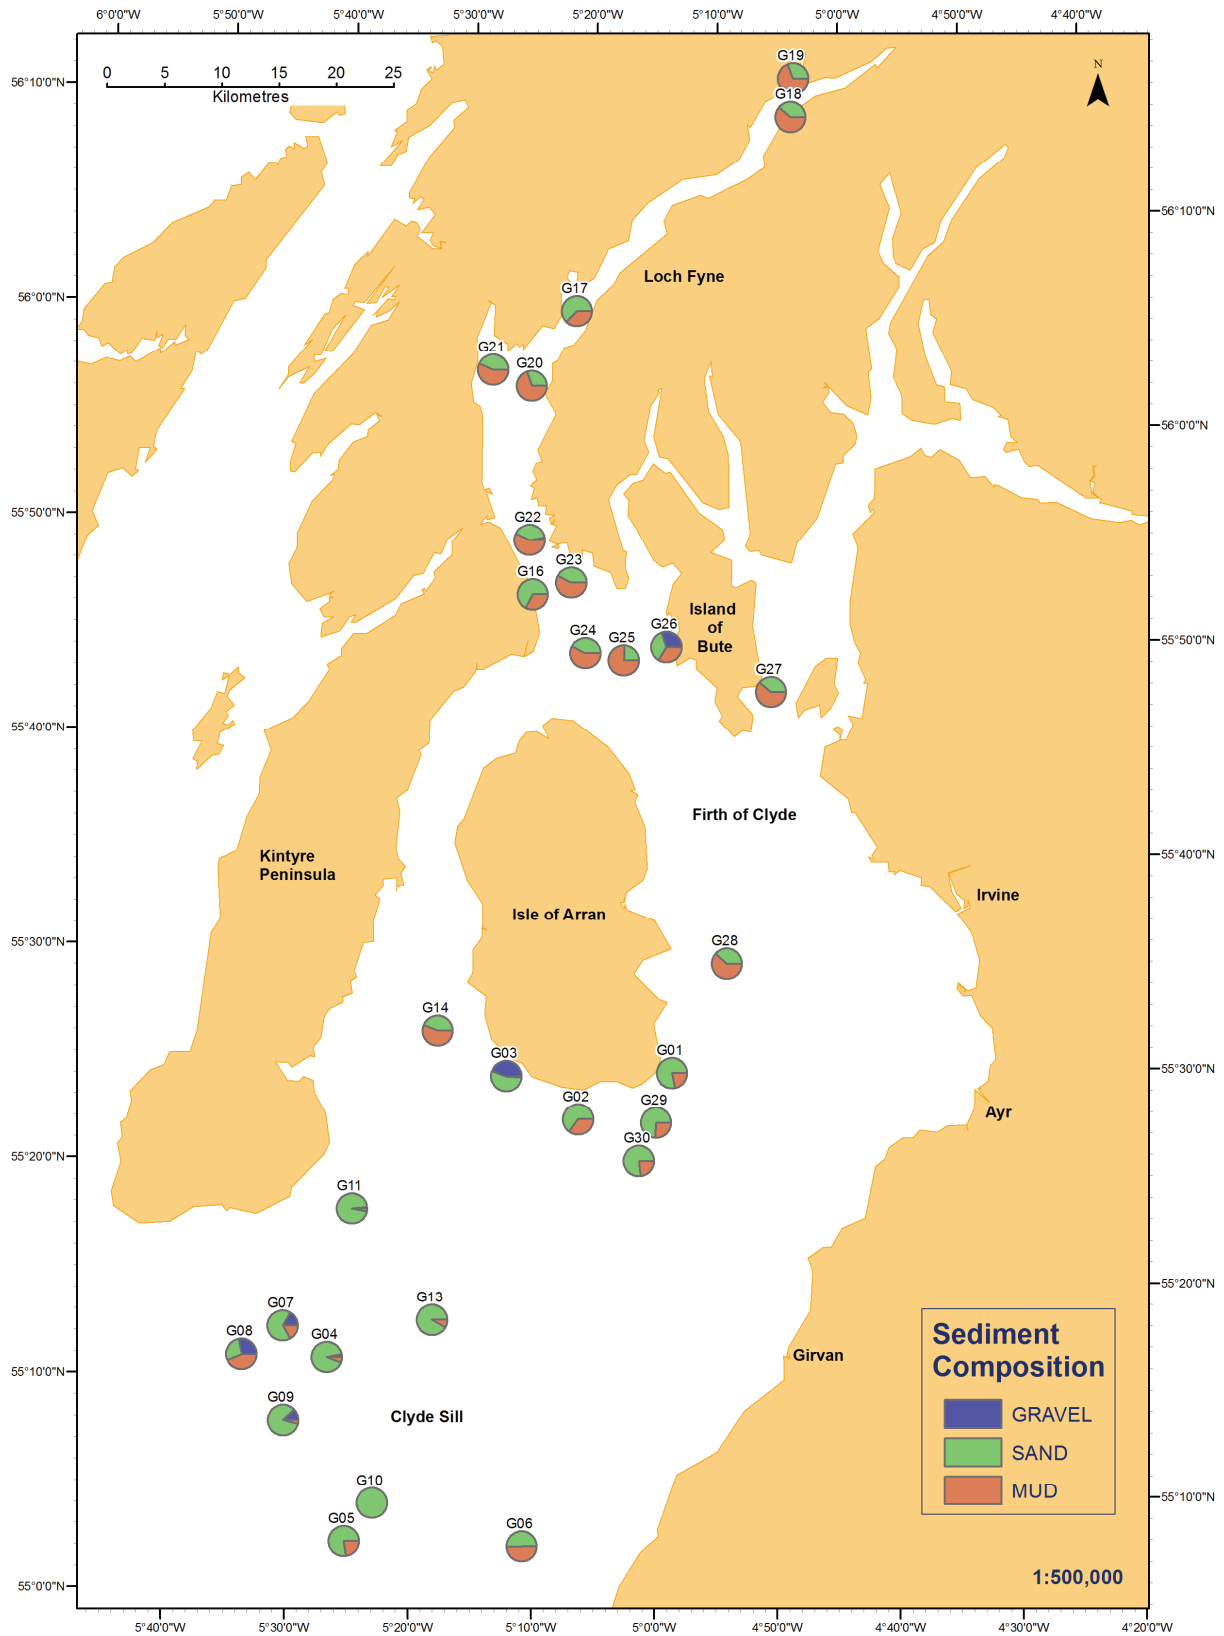 6°0'0"W 5°50'0"W 5°40'0"W 5°30'0"W 5°20'0"W 5°10'0"W 5°0'0"W 4°50'0"W 4°40'0"W
0 5 10 15 20 25
Kilometres
N
56°10'0"N
G19
G18
56°10'0"N
Loch Fyne
G17
56°0'0"N
G21
G20
56°0'0"N
55°50'0"N
G22
G23
G16
Island
of
Bute
G24
G25
G26
55°50'0"N
G27
55°40'0"N
Firth of Clyde
Kintyre
Peninsula
55°40'0"N
Irvine
Isle of Arran
55°30'0"N
G28
G14
G03
G01
55°30'0"N
G02
G29
Ayr
G30
55°20'0"N
G11
55°20'0"N
G13
G07
G08
G04
Girvan
55°10'0"N
G09
Clyde Sill
G10
G05
G06
55°10'0"N
Sediment
Composition
GRAVEL
SAND
MUD
1:500,000
55°0'0"N
5°40'0"W 5°30'0"W 5°20'0"W 5°10'0"W 5°0'0"W 4°50'0"W 4°40'0"W 4°30'0"W 4°20'0"W